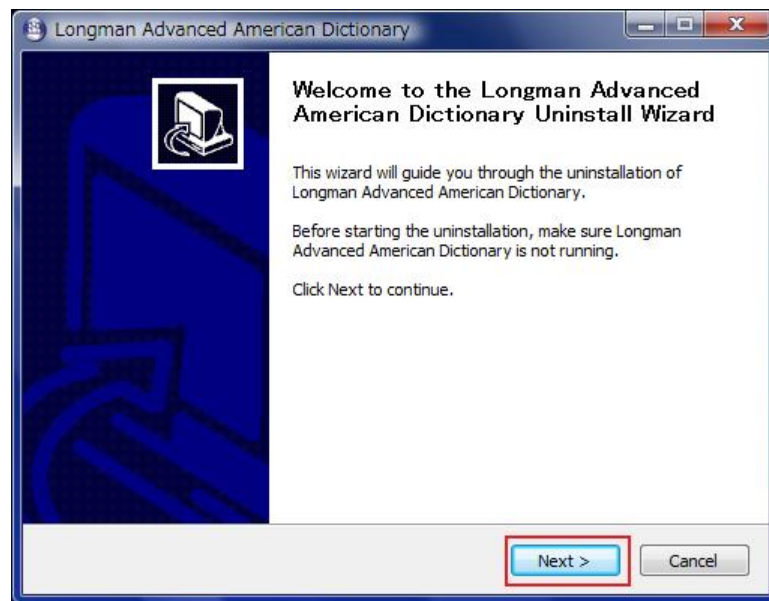 Longman Advanced American Dictionary
Welcome to the Longman Advanced
American Dictionary Uninstall Wizard
This wizard will guide you through the uninstallation of
Longman Advanced American Dictionary.
Before starting the uninstallation, make sure Longman
Advanced American Dictionary is not running.
Click Next to continue.
Next >
Cancel